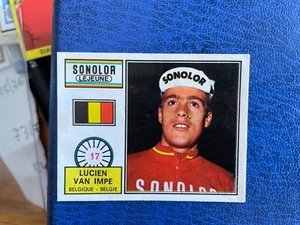 SONOLOR
LEJEUNE
SONOLOR
17
LUCIEN
VAN IMPE
BELGIQUE - BELGIE
SONOLOR